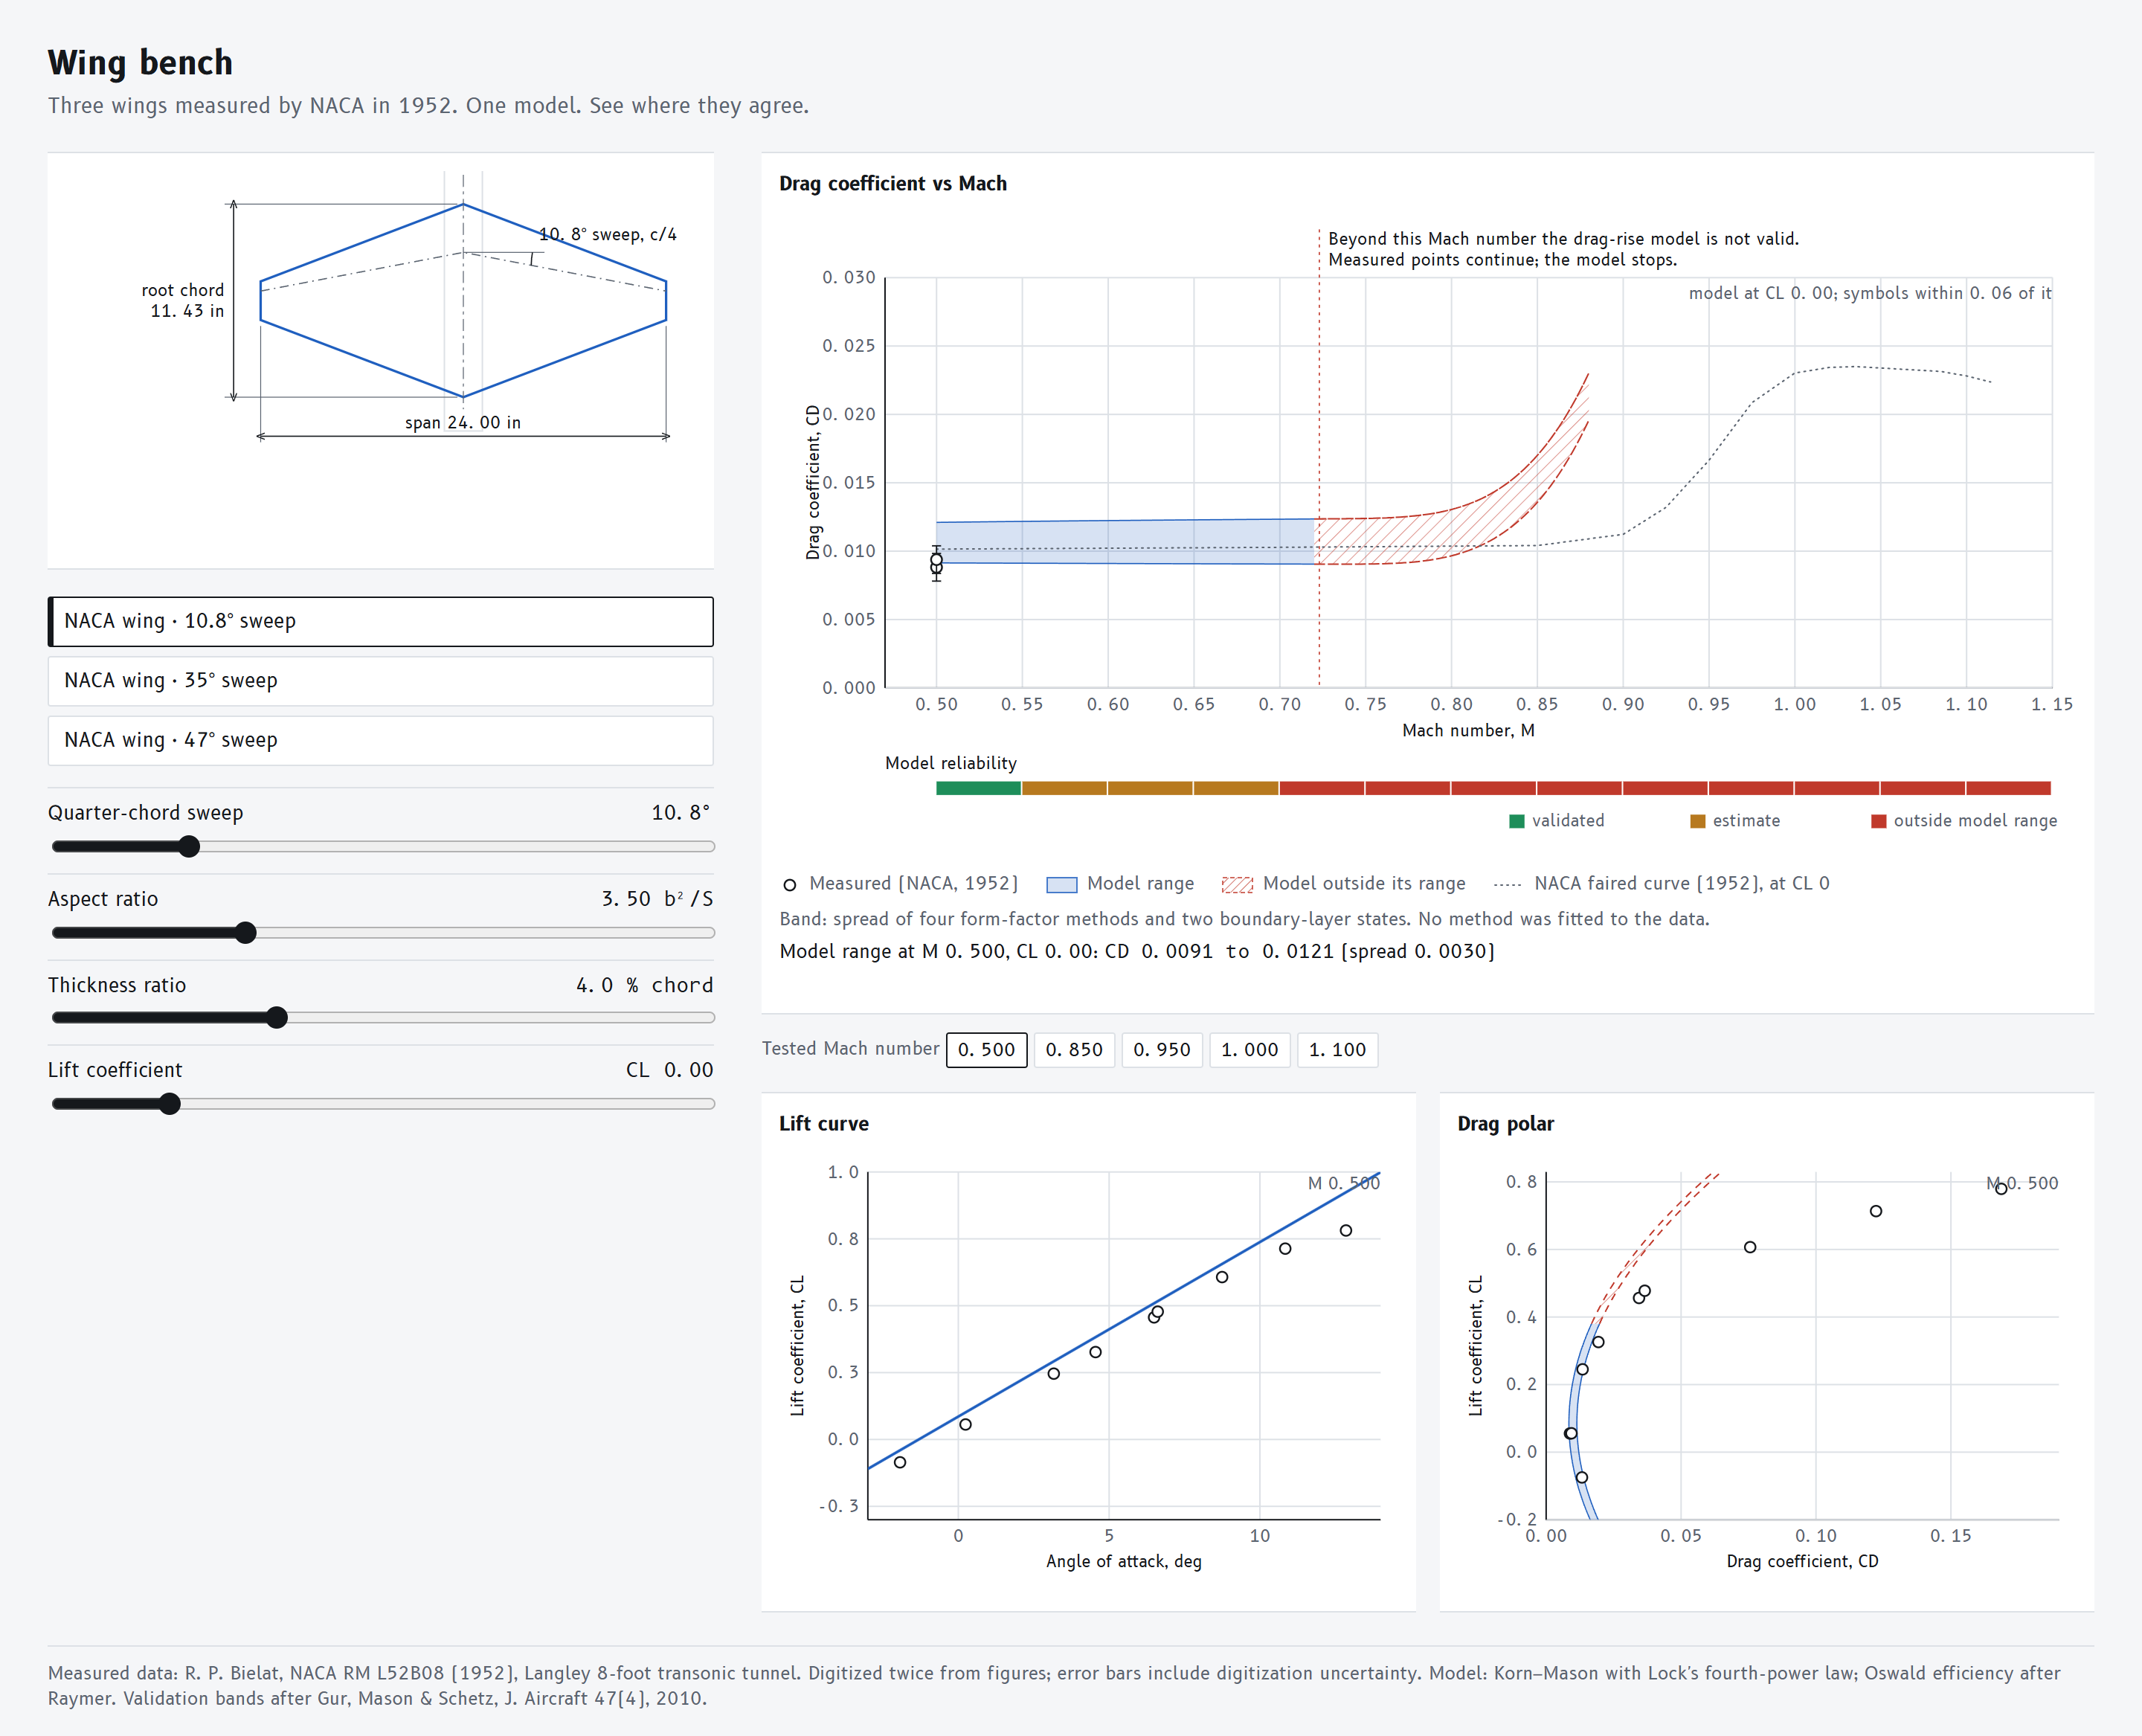 Wing bench
Three wings measured by NACA in 1952. One model. See where they agree.
10. 8° sweep, c/4
root chord
11. 43 in
span 24. 00 in
NACA wing · 10.8° sweep
NACA wing · 35° sweep
NACA wing · 47° sweep
Quarter-chord sweep 10. 8°
Aspect ratio 3. 50 b²/S
Thickness ratio 4. 0 % chord
Lift coefficient CL 0. 00
Drag coefficient vs Mach
Beyond this Mach number the drag-rise model is not valid.
Measured points continue; the model stops.
model at CL 0. 00; symbols within 0. 06 of it
0. 030
0. 025
0. 020
0. 015
0. 010
0. 005
0. 000
Drag coefficient, CD
0. 50 0. 55 0. 60 0. 65 0. 70 0. 75 0. 80 0. 85 0. 90 0. 95 1. 00 1. 05 1. 10 1. 15
Mach number, M
Model reliability
validated estimate outside model range
Measured (NACA, 1952) Model range Model outside its range NACA faired curve (1952), at CL 0
Band: spread of four form-factor methods and two boundary-layer states. No method was fitted to the data.
Model range at M 0. 500, CL 0. 00: CD 0. 0091 to 0. 0121 (spread 0. 0030)
Tested Mach number 0. 500 0. 850 0. 950 1. 000 1. 100
Lift curve
M 0. 500
1. 0
0. 8
0. 5
0. 3
0. 0
-0. 3
Lift coefficient, CL
0 5 10
Angle of attack, deg
Drag polar
M 0. 500
0. 8
0. 6
0. 4
0. 2
0. 0
-0. 2
Lift coefficient, CL
0. 00 0. 05 0. 10 0. 15
Drag coefficient, CD
Measured data: R. P. Bielat, NACA RM L52B08 (1952), Langley 8-foot transonic tunnel. Digitized twice from figures; error bars include digitization uncertainty. Model: Korn–Mason with Lock's fourth-power law; Oswald efficiency after
Raymer. Validation bands after Gur, Mason & Schetz, J. Aircraft 47(4), 2010.